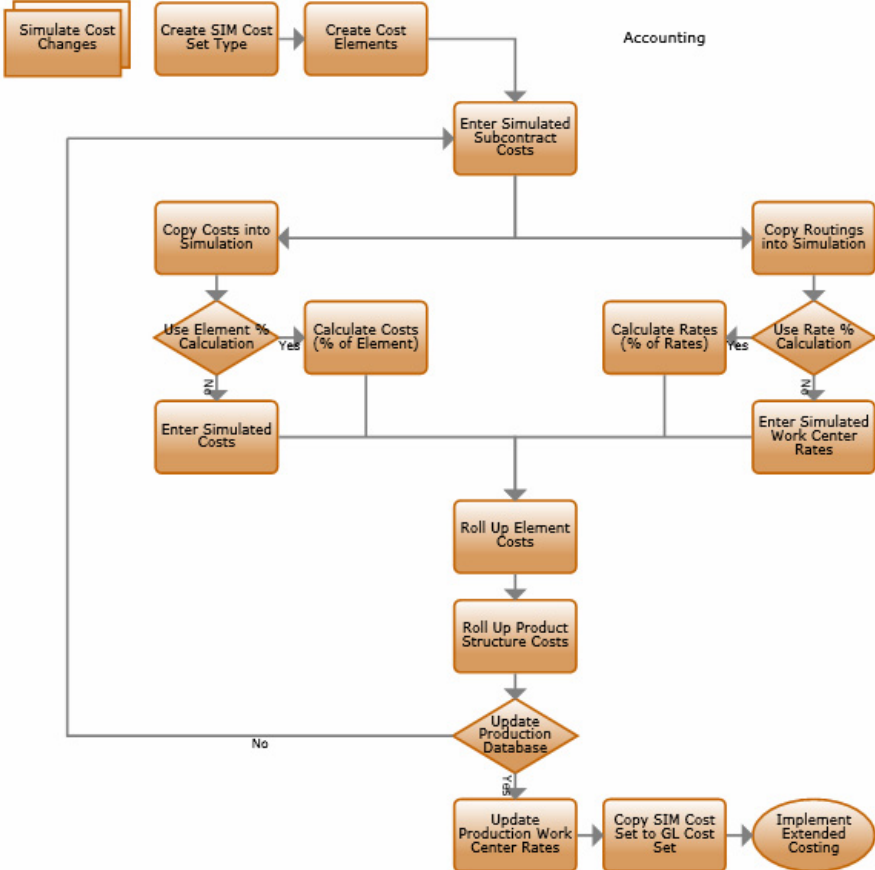 Simulate Cost
Changes
Create SIM Cost
Set Type
Create Cost
Elements
Accounting
Enter Simulated
Subcontract
Costs
Copy Costs into
Simulation
Copy Routings
into Simulation
Use Element %
Calculation
Yes
Calculate Costs
(% of Element)
Calculate Rates
(% of Rates)
Yes
Use Rate %
Calculation
No
No
Enter Simulated
Costs
Enter Simulated
Work Center
Rates
Roll Up Element
Costs
Roll Up Product
Structure Costs
Update
Production
Database
No
Yes
Update
Production Work
Center Rates
Copy SIM Cost
Set to GL Cost
Set
Implement
Extended
Costing